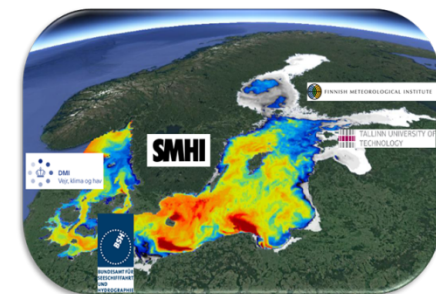 FINNISH METEOROLOGICAL INSTITUTE
SMHI
TALLINN UNIVERSITY OF
TECHNOLOGY
DMI
Vejr, klima og hav
BSH
BUNDESAMT FÜR
SEESCHIFFFAHRT
UND
HYDROGRAPHIE